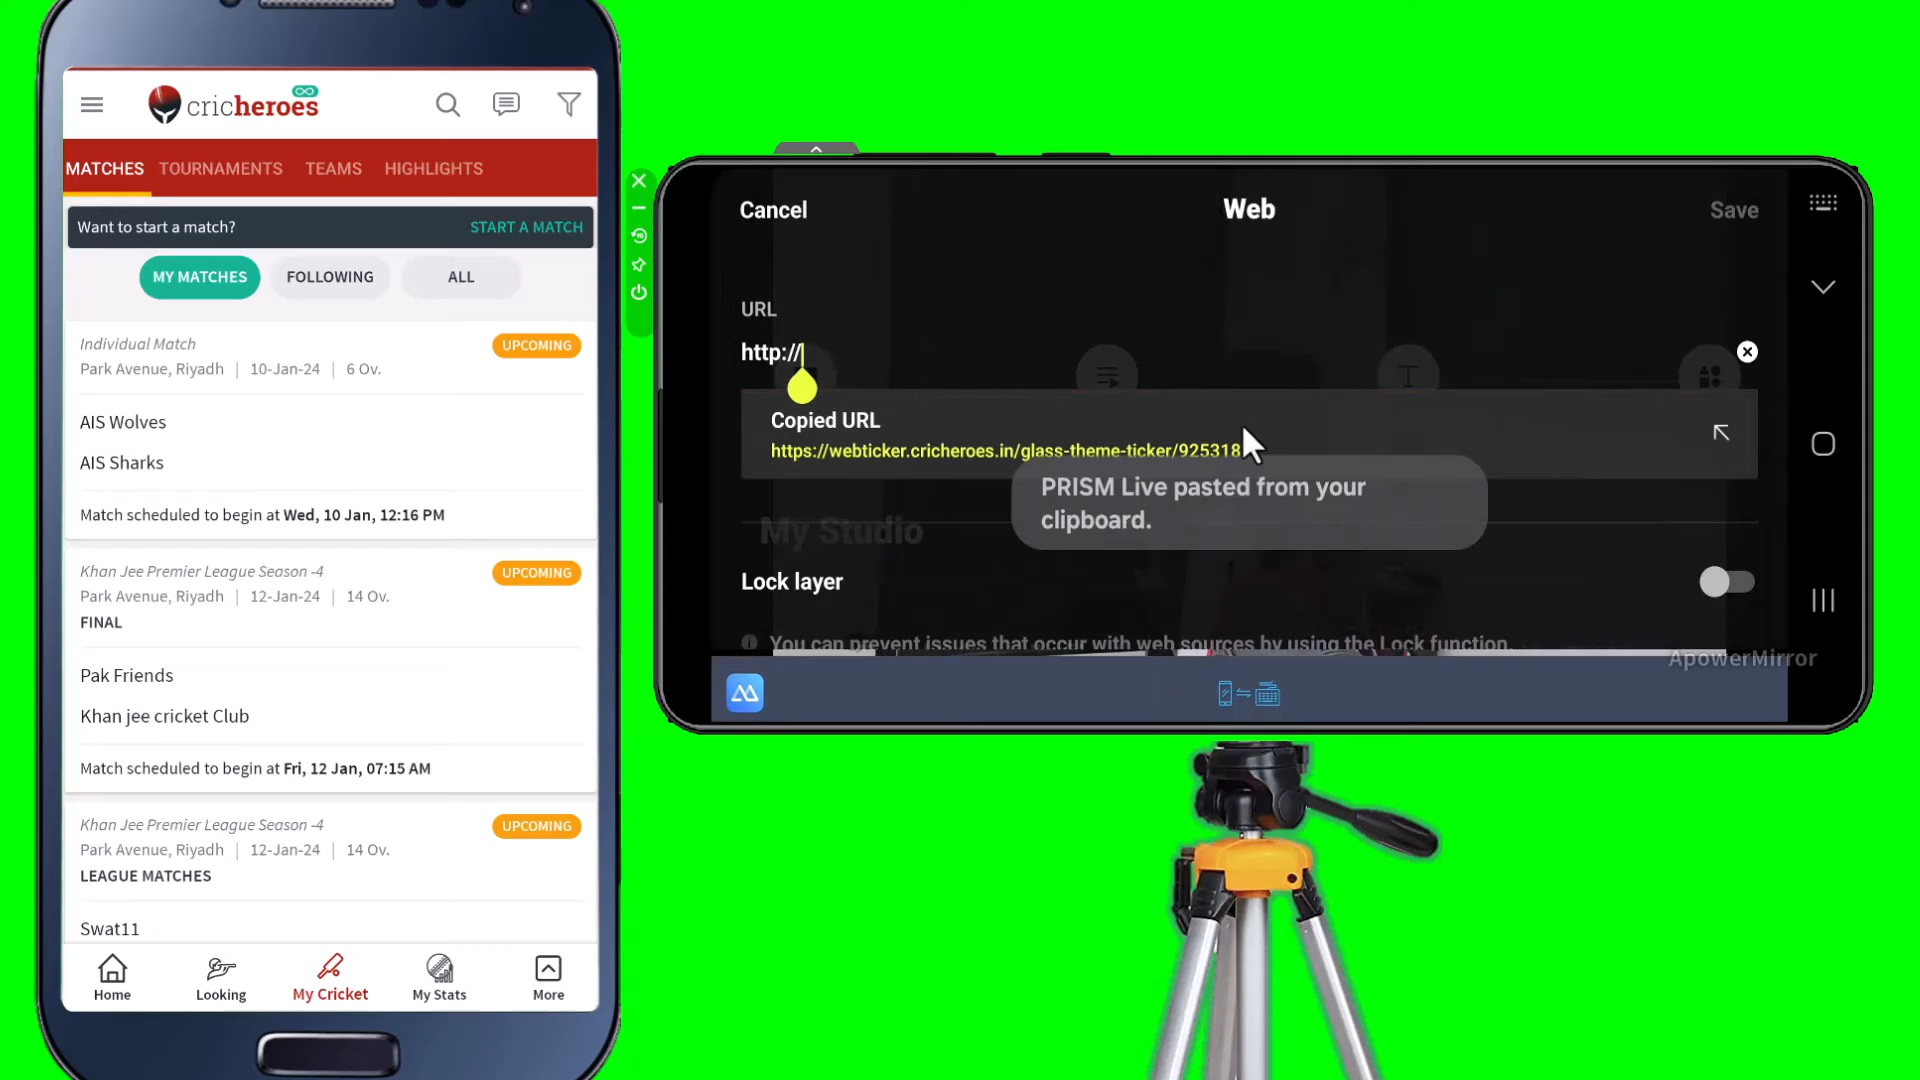 cricheroes
MATCHES TOURNAMENTS TEAMS HIGHLIGHTS
Want to start a match? START A MATCH
MY MATCHES FOLLOWING ALL
Individual Match UPCOMING
Park Avenue, Riyadh | 10-Jan-24 | 6 Ov.
AIS Wolves
AIS Sharks
Match scheduled to begin at Wed, 10 Jan, 12:16 PM
Khan Jee Premier League Season -4 UPCOMING
Park Avenue, Riyadh | 12-Jan-24 | 14 Ov.
FINAL
Pak Friends
Khan jee cricket Club
Match scheduled to begin at Fri, 12 Jan, 07:15 AM
Khan Jee Premier League Season -4 UPCOMING
Park Avenue, Riyadh | 12-Jan-24 | 14 Ov.
LEAGUE MATCHES
Swat11
Home Looking My Cricket My Stats More
Cancel Web Save
URL
http://
Copied URL
https://webticker.cricheroes.in/glass-theme-ticker/925318
PRISM Live pasted from your
clipboard.
My Studio
Lock layer
You can prevent issues that occur with web sources by using the Lock function.
ApowerMirror